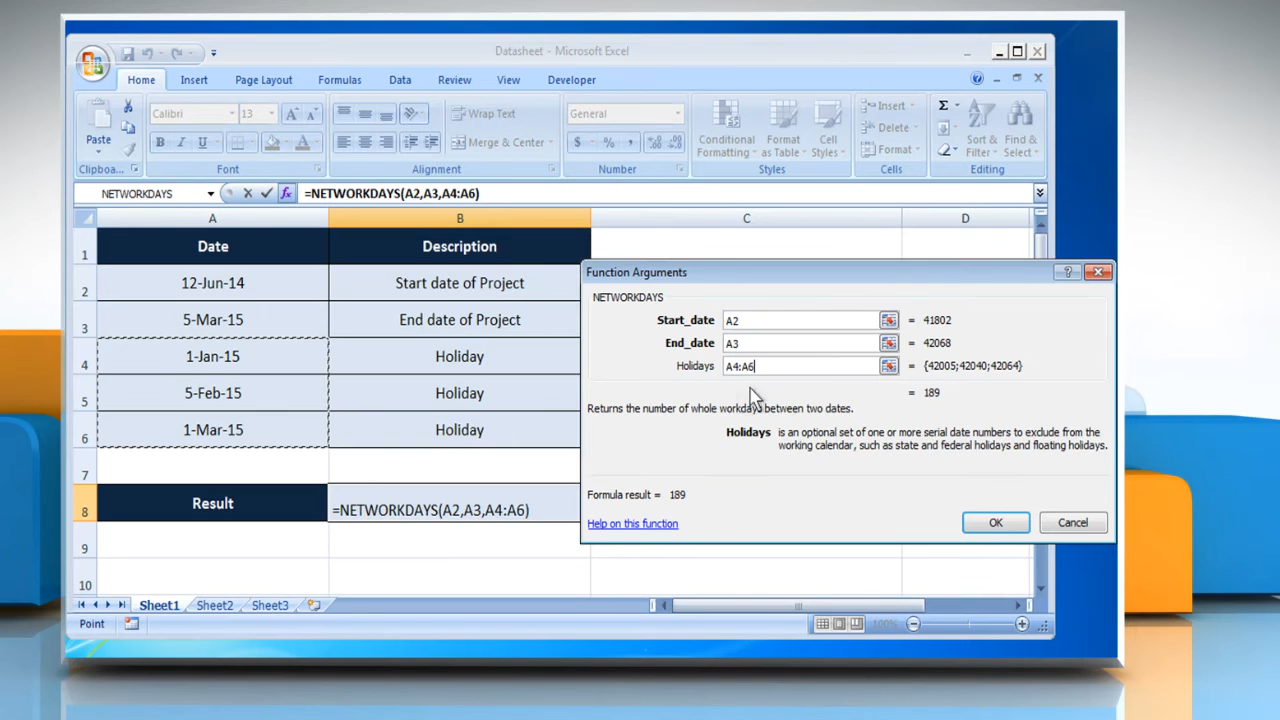 Datasheet - Microsoft Excel
Home Insert Page Layout Formulas Data Review View Developer
Paste
Calibri 13
B I U
Wrap Text
Merge & Center
General
$ % ,
Conditional Formatting
Format as Table
Cell Styles
Insert
Delete
Format
Σ
Sort & Filter
Find & Select
Clipboa... Font Alignment Number Styles Cells Editing
NETWORKDAYS fx =NETWORKDAYS(A2,A3,A4:A6)
A B C D
1 Date Description
2 12-Jun-14 Start date of Project
3 5-Mar-15 End date of Project
4 1-Jan-15 Holiday
5 5-Feb-15 Holiday
6 1-Mar-15 Holiday
7
8 Result =NETWORKDAYS(A2,A3,A4:A6)
9
10
Function Arguments
NETWORKDAYS
Start_date A2 = 41802
End_date A3 = 42068
Holidays A4:A6 = {42005;42040;42064}
= 189
Returns the number of whole workdays between two dates.
Holidays is an optional set of one or more serial date numbers to exclude from the
working calendar, such as state and federal holidays and floating holidays.
Formula result = 189
Help on this function
OK Cancel
Sheet1 Sheet2 Sheet3
Point
100%